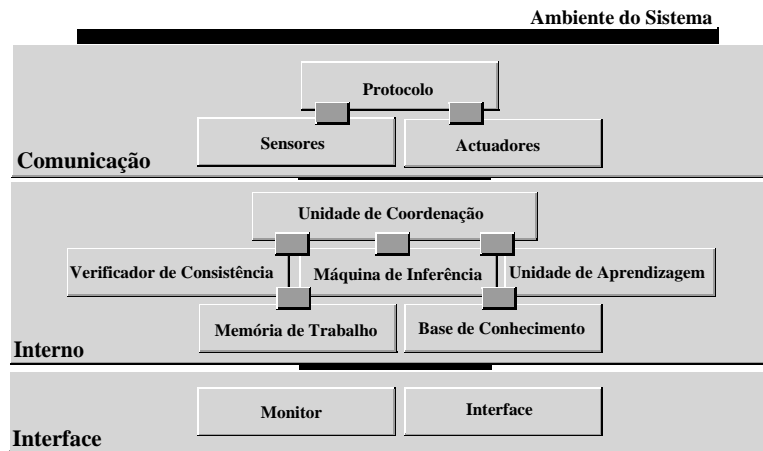 Ambiente do Sistema
Protocolo
Sensores
Actuadores
Comunicação
Unidade de Coordenação
Verificador de Consistência
Máquina de Inferência
Unidade de Aprendizagem
Memória de Trabalho
Base de Conhecimento
Interno
Monitor
Interface
Interface